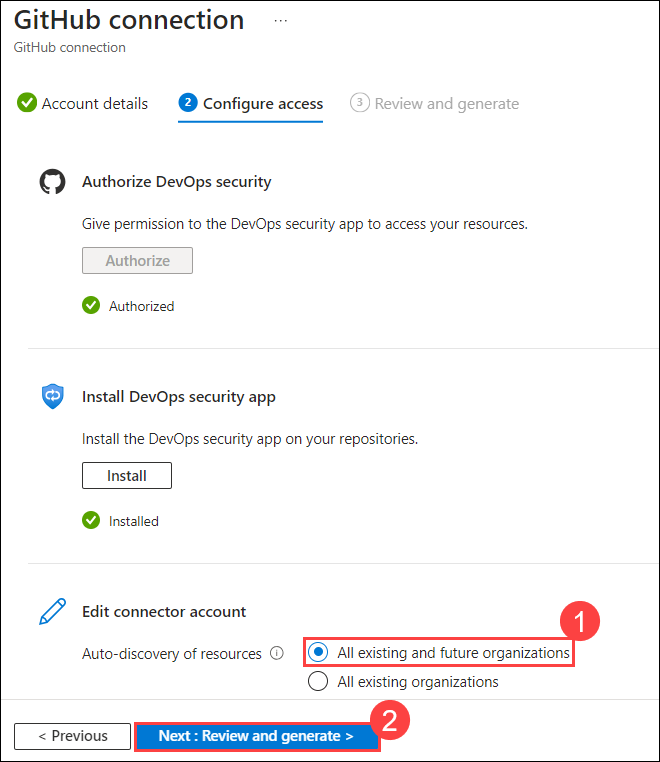 GitHub connection ...
GitHub connection
Account details 2 Configure access 3 Review and generate
Authorize DevOps security
Give permission to the DevOps security app to access your resources.
Authorize
Authorized
Install DevOps security app
Install the DevOps security app on your repositories.
Install
Installed
Edit connector account
1
Auto-discovery of resources i All existing and future organizations
All existing organizations
2
< Previous Next : Review and generate >